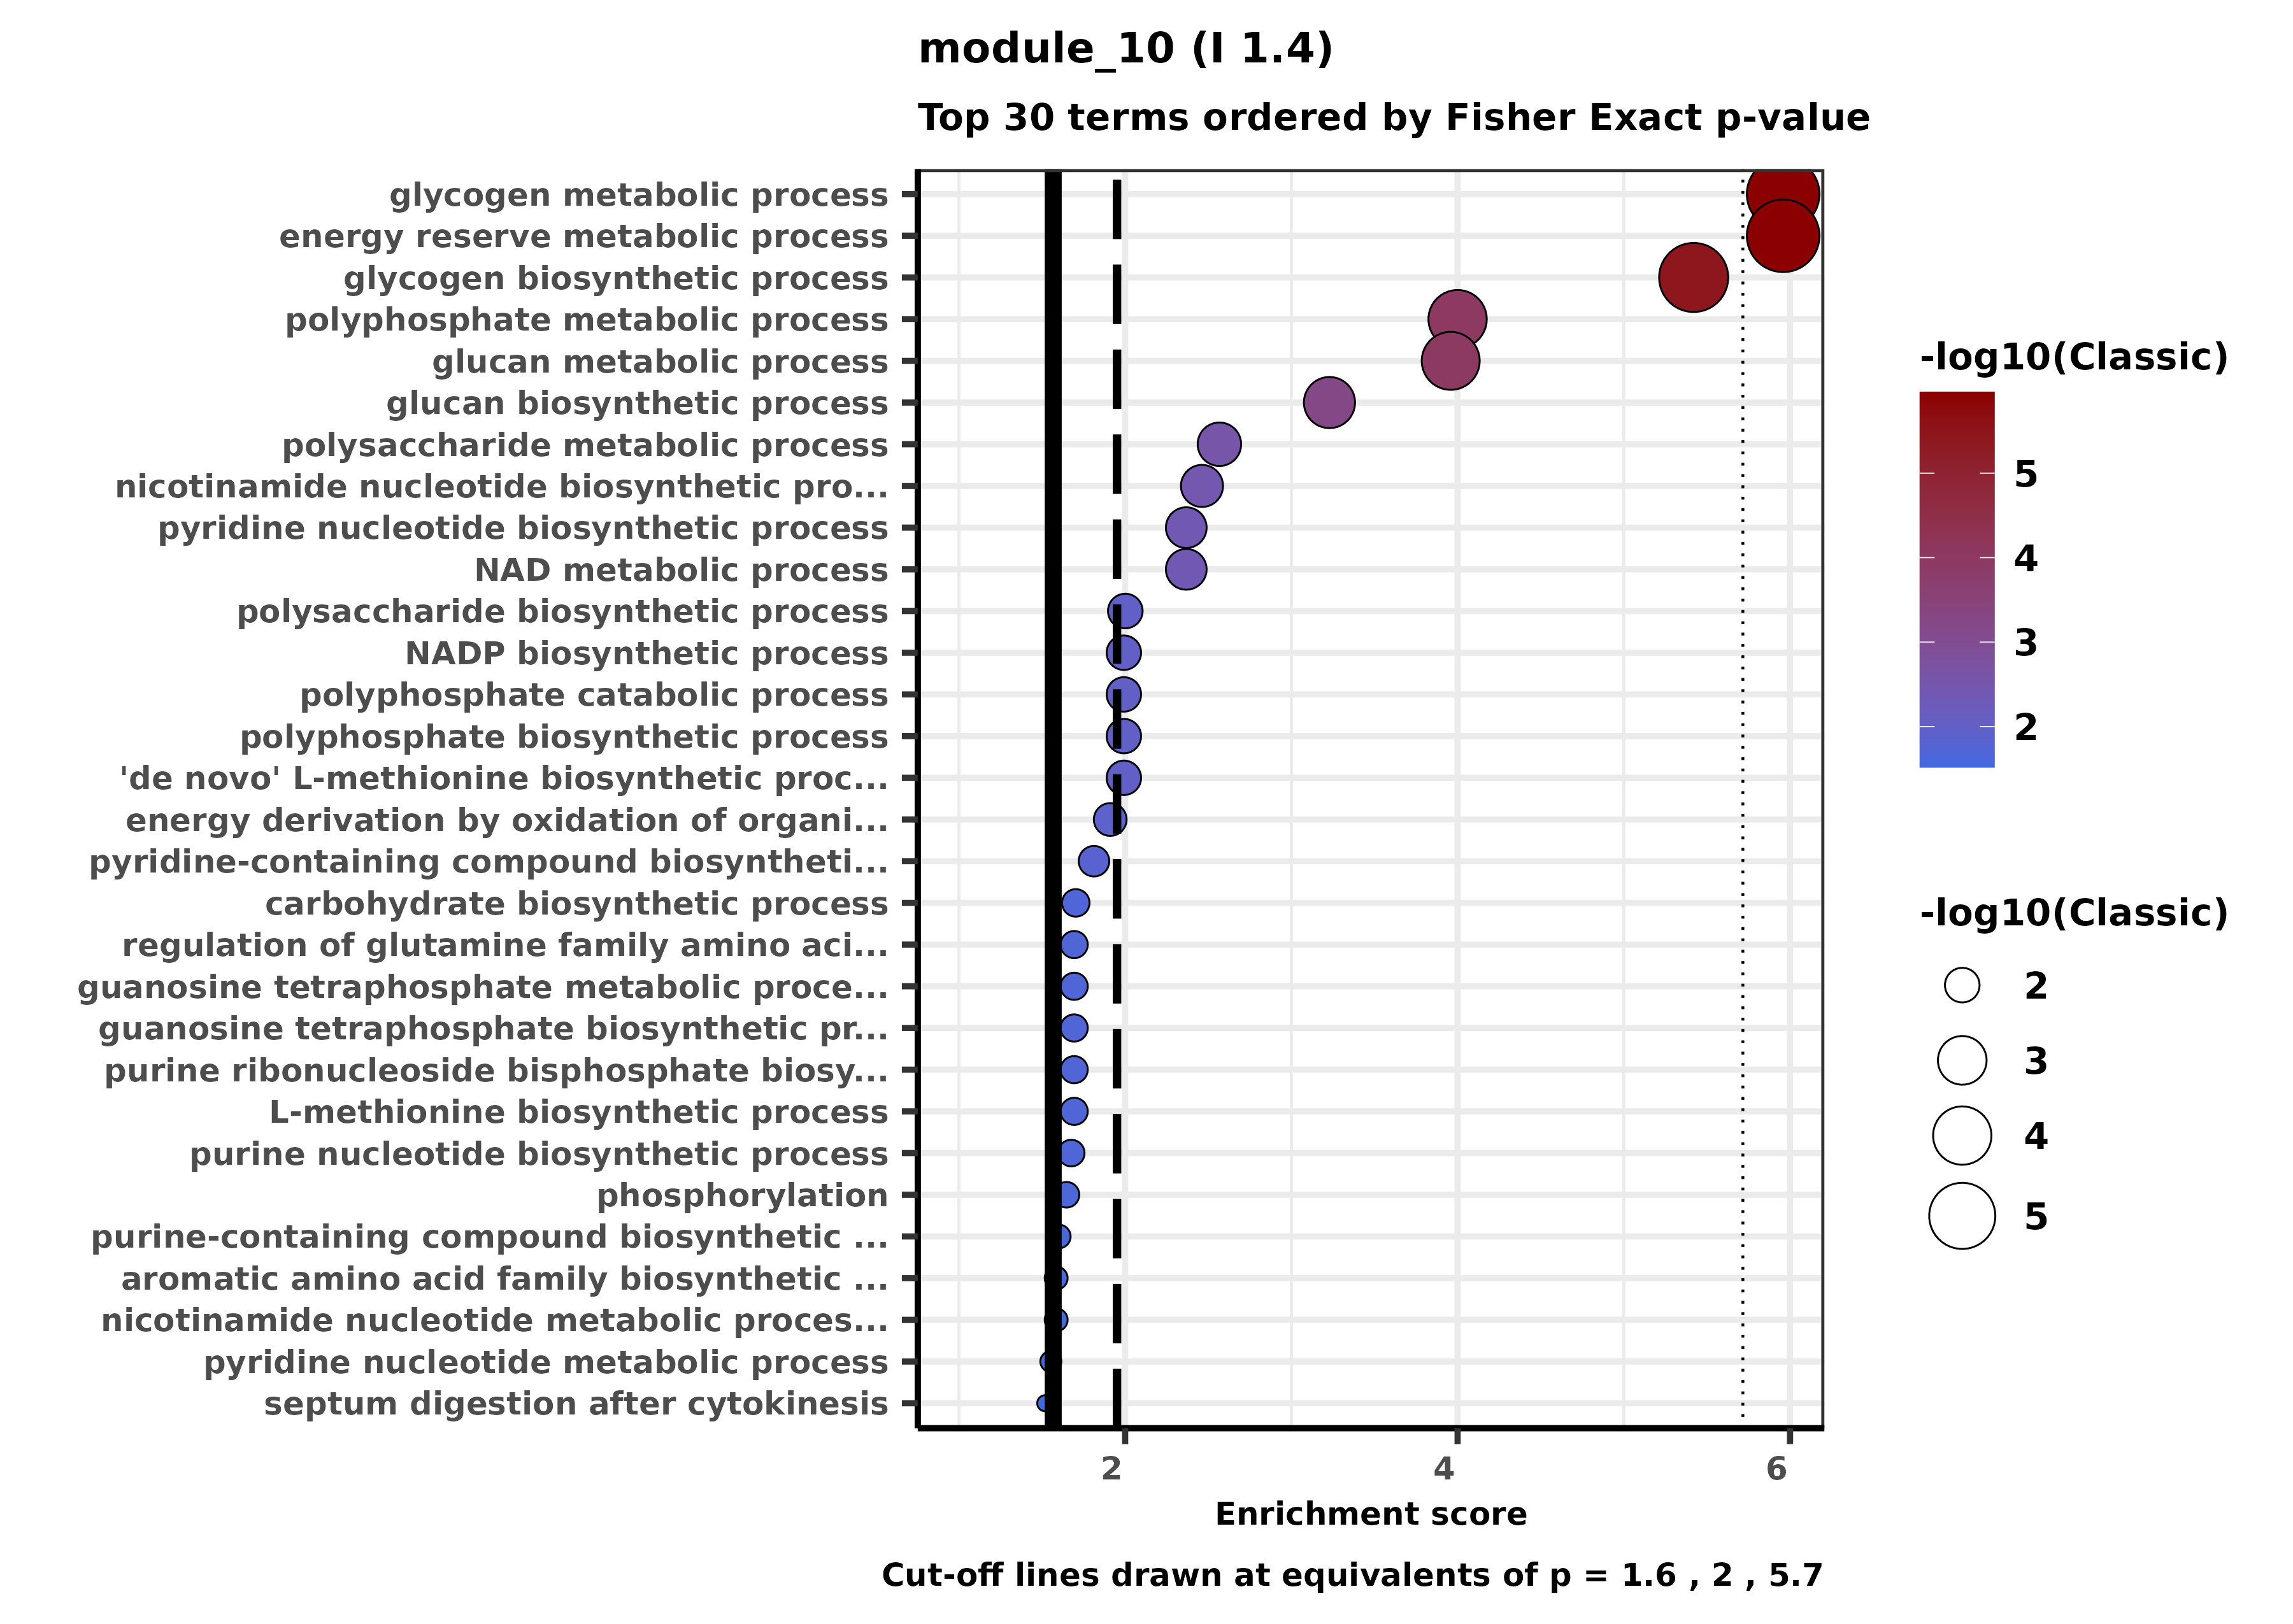 module_10 (I 1.4)
Top 30 terms ordered by Fisher Exact p-value
glycogen metabolic process
energy reserve metabolic process
glycogen biosynthetic process
polyphosphate metabolic process
glucan metabolic process
glucan biosynthetic process
polysaccharide metabolic process
nicotinamide nucleotide biosynthetic pro...
pyridine nucleotide biosynthetic process
NAD metabolic process
polysaccharide biosynthetic process
NADP biosynthetic process
polyphosphate catabolic process
polyphosphate biosynthetic process
'de novo' L-methionine biosynthetic proc...
energy derivation by oxidation of organi...
pyridine-containing compound biosyntheti...
carbohydrate biosynthetic process
regulation of glutamine family amino aci...
guanosine tetraphosphate metabolic proce...
guanosine tetraphosphate biosynthetic pr...
purine ribonucleoside bisphosphate biosy...
L-methionine biosynthetic process
purine nucleotide biosynthetic process
phosphorylation
purine-containing compound biosynthetic ...
aromatic amino acid family biosynthetic ...
nicotinamide nucleotide metabolic proces...
pyridine nucleotide metabolic process
septum digestion after cytokinesis
2 4 6
Enrichment score
Cut-off lines drawn at equivalents of p = 1.6 , 2 , 5.7
-log10(Classic)
5
4
3
2
-log10(Classic)
2
3
4
5